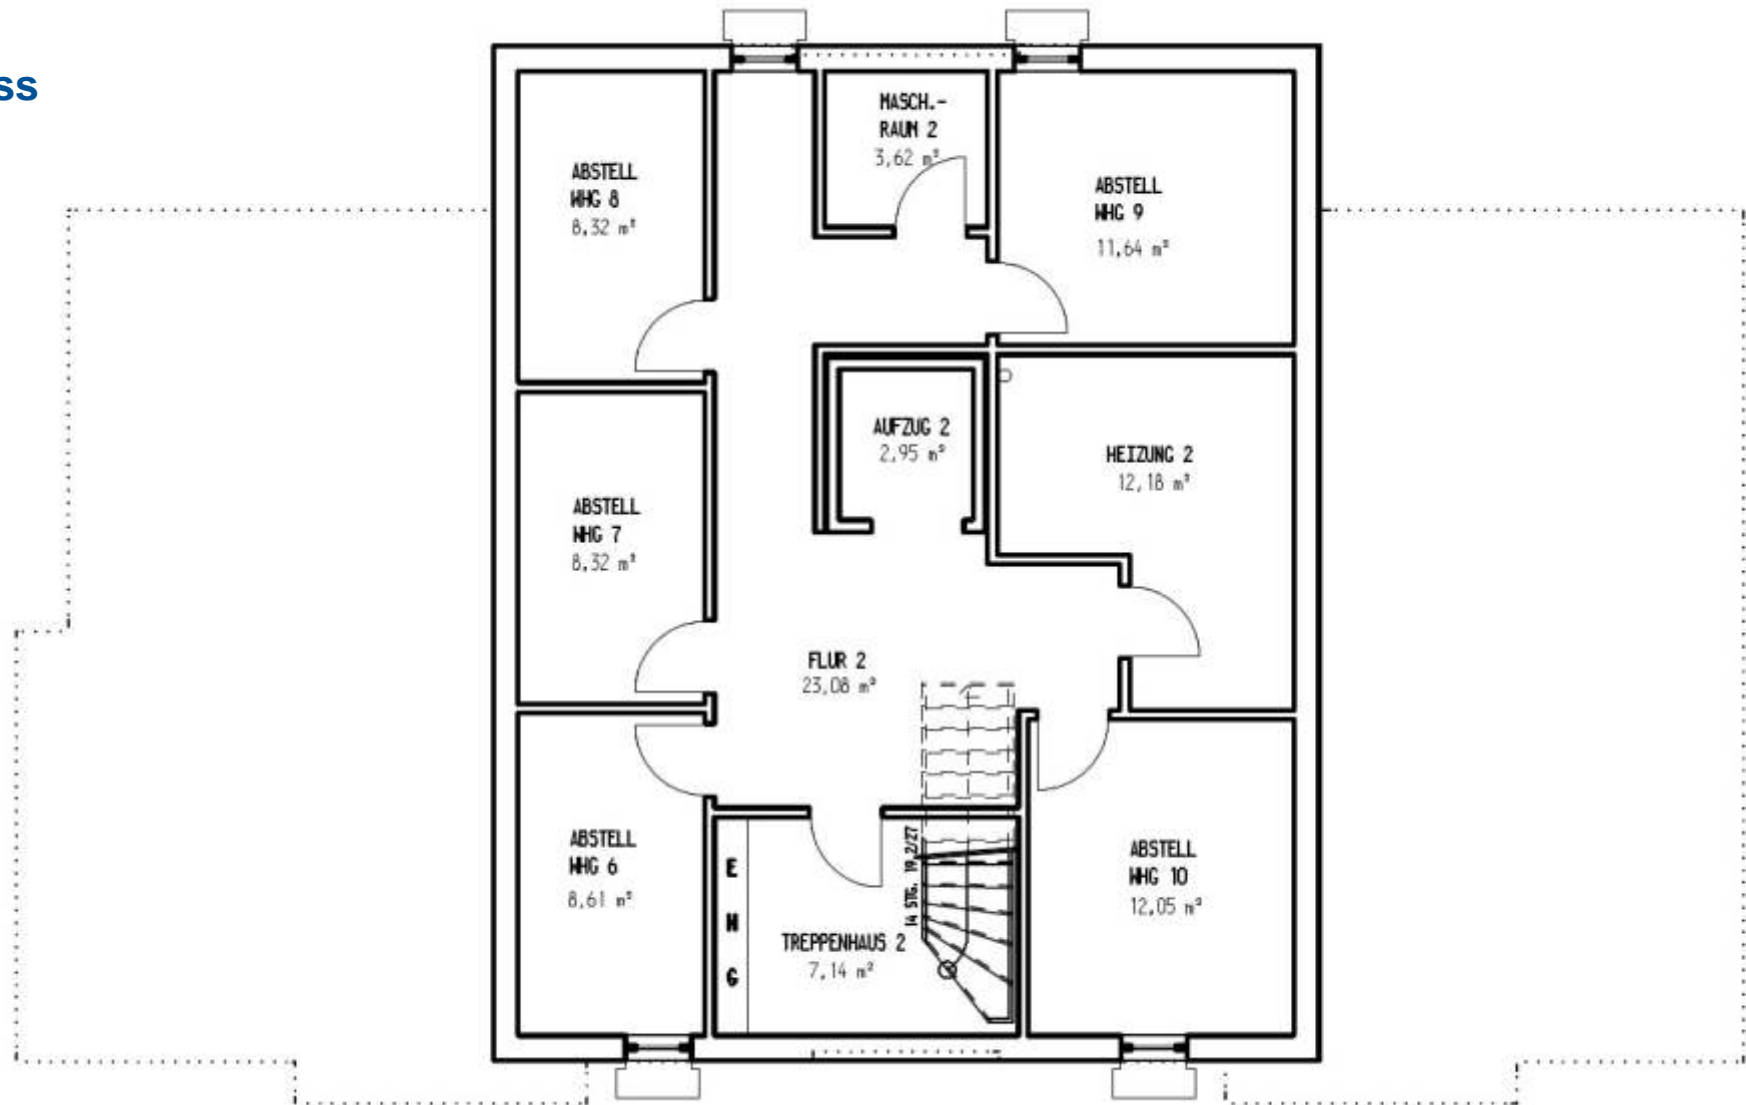 ss
MASCH.-
RAUM 2
3,62 m²
ABSTELL
WHG 8
8,32 m²
ABSTELL
WHG 9
11,64 m²
AUFZUG 2
2,95 m²
HEIZUNG 2
12,18 m²
ABSTELL
WHG 7
8,32 m²
FLUR 2
23,08 m²
ABSTELL
WHG 6
8,61 m²
E
H
G
14 STG. 19,2/27
TREPPENHAUS 2
7,14 m²
ABSTELL
WHG 10
12,05 m²